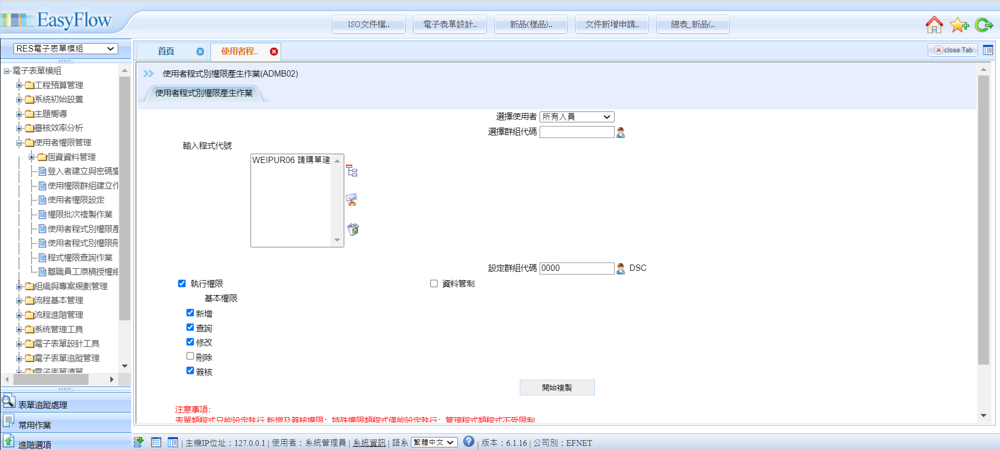 EasyFlow
ISO文件檔..
電子表單設計..
新品(樣品)..
文件新增申請..
總表_新品(..
RES電子表單模組
首頁
使用者程..
close Tab
電子表單模組
工程預算管理
系統初始設置
主題嚮導
審核效率分析
使用者權限管理
個資資料管理
登入者建立與密碼變
使用權限群組建立作
使用者權限設定
權限批次複製作業
使用者程式別權限產
使用者程式別權限刪
程式權限查詢作業
離職員工原稿授權維
組織與專案規劃管理
流程基本管理
流程進階管理
系統管理工具
電子表單設計工具
電子表單追蹤管理
電子表單清單
表單追蹤處理
常用作業
進階選項
使用者程式別權限產生作業(ADMB02)
使用者程式別權限產生作業
選擇使用者 所有人員
選擇群組代碼
輸入程式代號
WEIPUR06 請購單建
設定群組代碼 0000 DSC
執行權限 資料管制
基本權限
新增
查詢
修改
刪除
簽核
開始複製
注意事項:
表單類程式只能設定執行,新增及簽核權限; 特殊權限類程式僅能設定執行; 管理程式類程式不受限制
| 主機IP位址 : 127.0.0.1 | 使用者 : 系統管理員 | 系統資訊 | 語系 繁體中文 | 版本 : 6.1.16 | 公司別 : EFNET